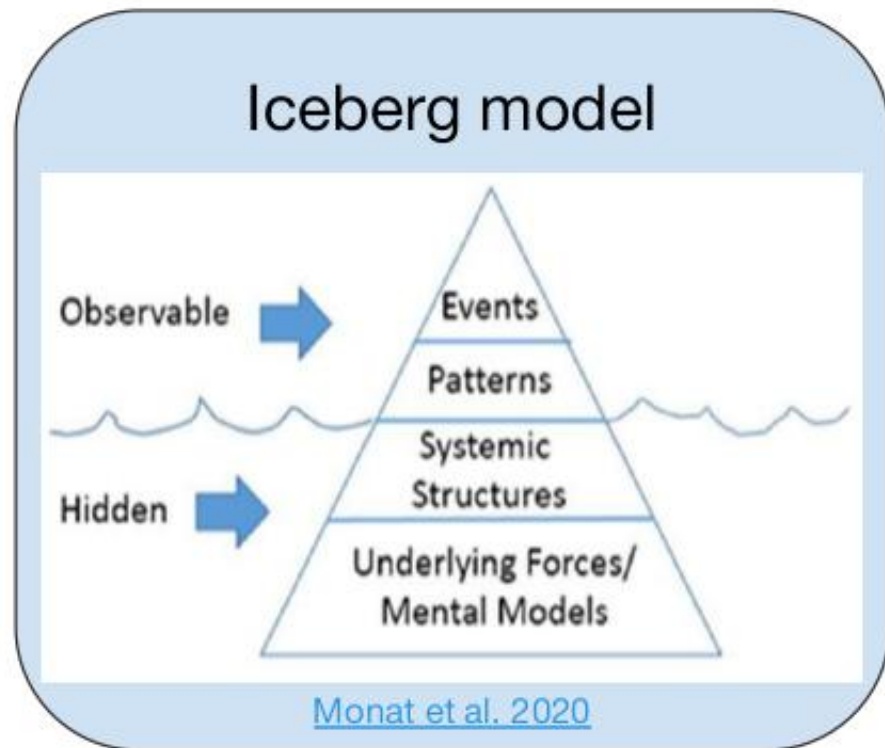 Iceberg model
Observable
Events
Patterns
Systemic
Structures
Hidden
Underlying Forces/
Mental Models
Monat et al. 2020